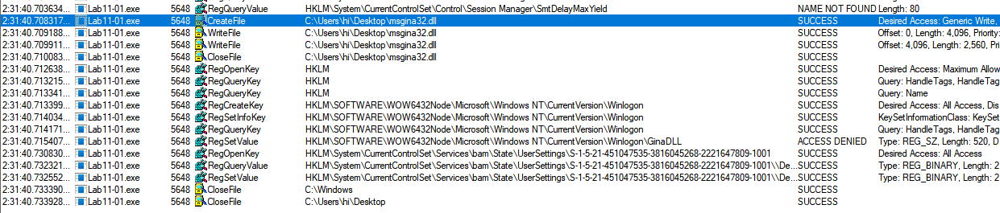 2:31:40.703634... Lab11-01.exe 5648 RegQueryValue HKLM\System\CurrentControlSet\Control\Session Manager\SmtDelayMaxYield NAME NOT FOUND Length: 80
2:31:40.708317... Lab11-01.exe 5648 CreateFile C:\Users\hi\Desktop\msgina32.dll SUCCESS Desired Access: Generic Write,
2:31:40.709188... Lab11-01.exe 5648 WriteFile C:\Users\hi\Desktop\msgina32.dll SUCCESS Offset: 0, Length: 4,096, Priority:
2:31:40.709911... Lab11-01.exe 5648 WriteFile C:\Users\hi\Desktop\msgina32.dll SUCCESS Offset: 4,096, Length: 2,560, Pri
2:31:40.710083... Lab11-01.exe 5648 CloseFile C:\Users\hi\Desktop\msgina32.dll SUCCESS
2:31:40.712638... Lab11-01.exe 5648 RegOpenKey HKLM SUCCESS Desired Access: Maximum Allow
2:31:40.713215... Lab11-01.exe 5648 RegQueryKey HKLM SUCCESS Query: HandleTags, HandleTag
2:31:40.713341... Lab11-01.exe 5648 RegQueryKey HKLM SUCCESS Query: Name
2:31:40.713399... Lab11-01.exe 5648 RegCreateKey HKLM\SOFTWARE\WOW6432Node\Microsoft\Windows NT\CurrentVersion\Winlogon SUCCESS Desired Access: All Access, Dis
2:31:40.714034... Lab11-01.exe 5648 RegSetInfoKey HKLM\SOFTWARE\WOW6432Node\Microsoft\Windows NT\CurrentVersion\Winlogon SUCCESS KeySetInformationClass: KeySet
2:31:40.714171... Lab11-01.exe 5648 RegQueryKey HKLM\SOFTWARE\WOW6432Node\Microsoft\Windows NT\CurrentVersion\Winlogon SUCCESS Query: HandleTags, HandleTag
2:31:40.715407... Lab11-01.exe 5648 RegSetValue HKLM\SOFTWARE\WOW6432Node\Microsoft\Windows NT\CurrentVersion\Winlogon\GinaDLL ACCESS DENIED Type: REG_SZ, Length: 520, D
2:31:40.730830... Lab11-01.exe 5648 RegOpenKey HKLM\System\CurrentControlSet\Services\bam\State\UserSettings\S-1-5-21-451047535-3816045268-2221647809-1001 SUCCESS Desired Access: All Access
2:31:40.732321... Lab11-01.exe 5648 RegQueryValue HKLM\System\CurrentControlSet\Services\bam\State\UserSettings\S-1-5-21-451047535-3816045268-2221647809-1001\\De... SUCCESS Type: REG_BINARY, Length: 2
2:31:40.732552... Lab11-01.exe 5648 RegSetValue HKLM\System\CurrentControlSet\Services\bam\State\UserSettings\S-1-5-21-451047535-3816045268-2221647809-1001\\De... SUCCESS Type: REG_BINARY, Length: 2
2:31:40.733390... Lab11-01.exe 5648 CloseFile C:\Windows SUCCESS
2:31:40.733928... Lab11-01.exe 5648 CloseFile C:\Users\hi\Desktop SUCCESS